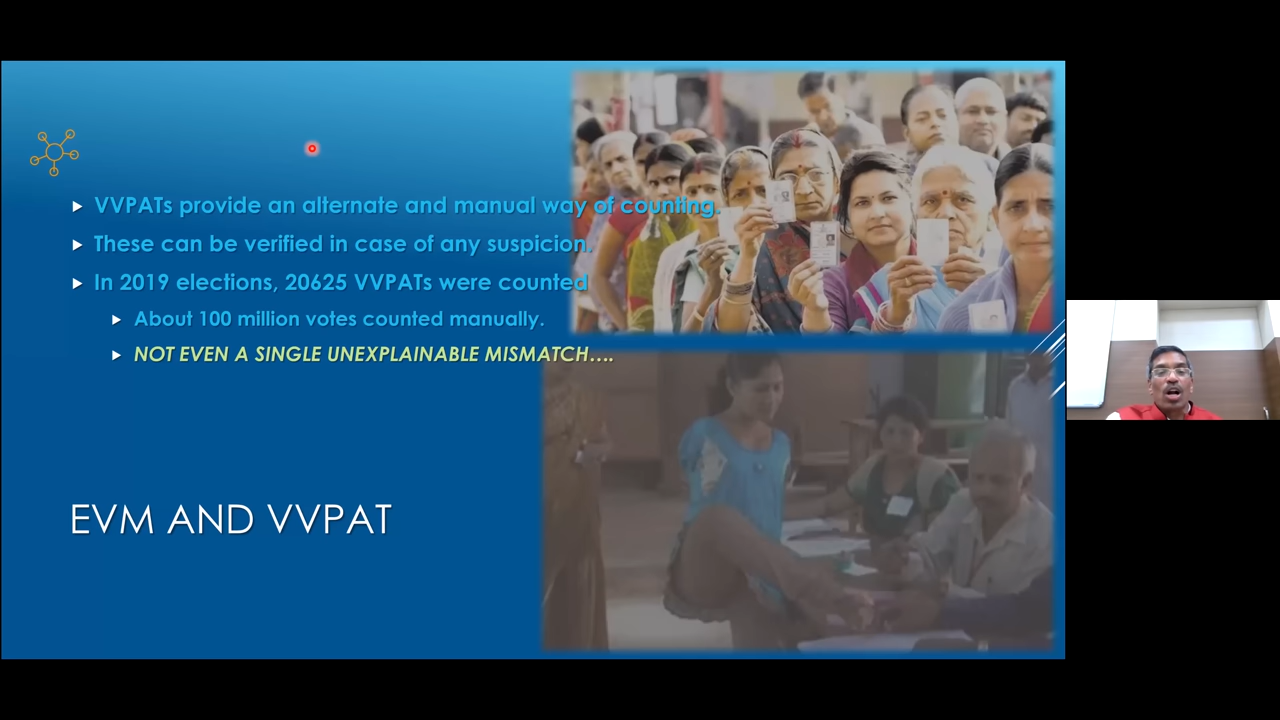 VVPATs provide an alternate and manual way of counting.
These can be verified in case of any suspicion.
In 2019 elections, 20625 VVPATs were counted
About 100 million votes counted manually.
NOT EVEN A SINGLE UNEXPLAINABLE MISMATCH....
EVM AND VVPAT